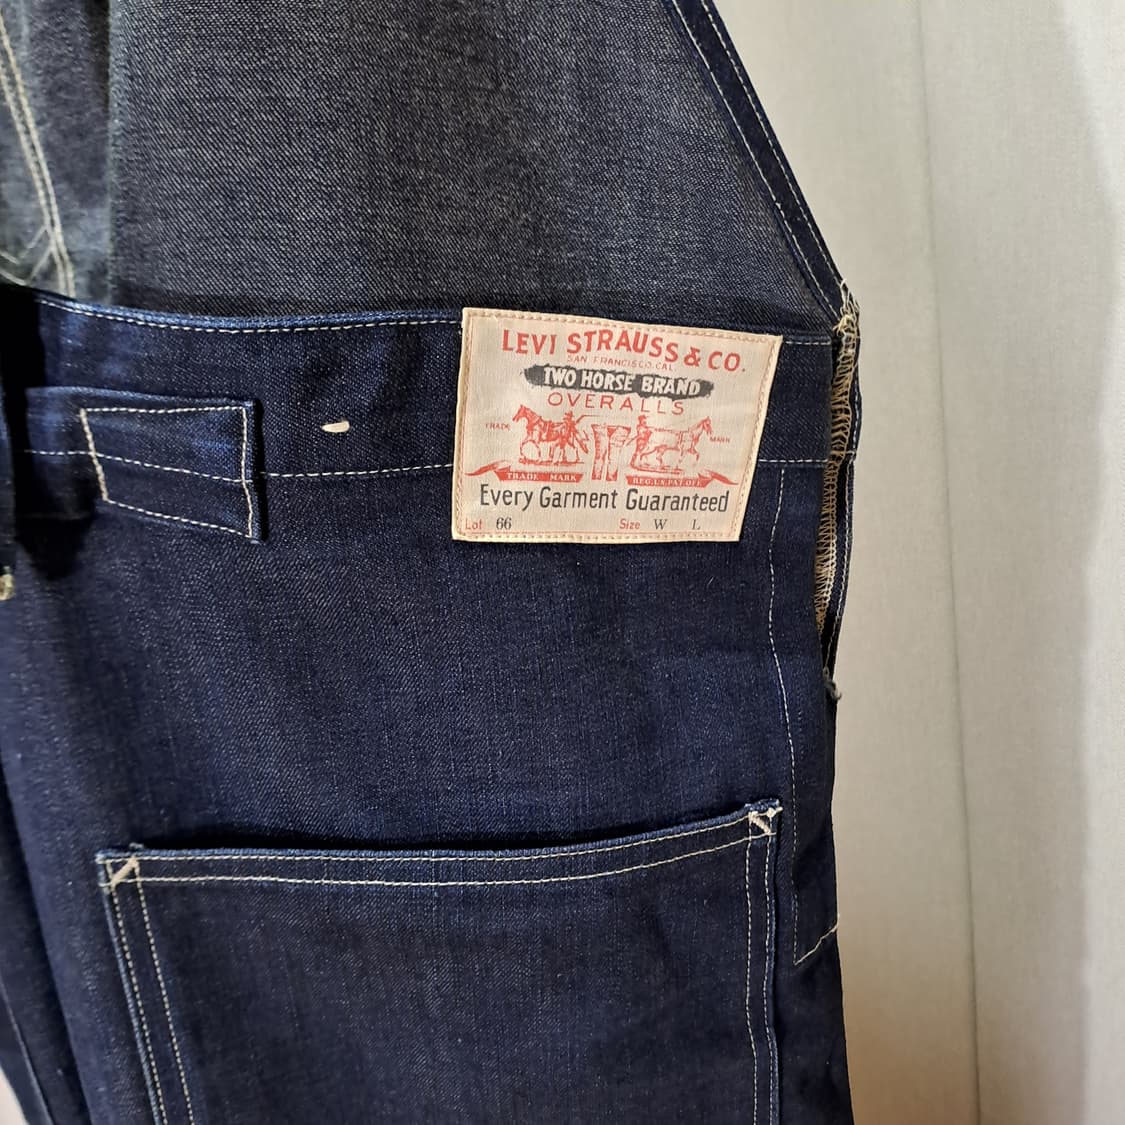 LEVI STRAUSS & CO.
SAN FRANCISCO, CAL.
TWO HORSE BRAND
OVERALLS
TRADE MARK
TRADE MARK REG. U.S. PAT. OFF.
Every Garment Guaranteed
Lot 66 Size W L